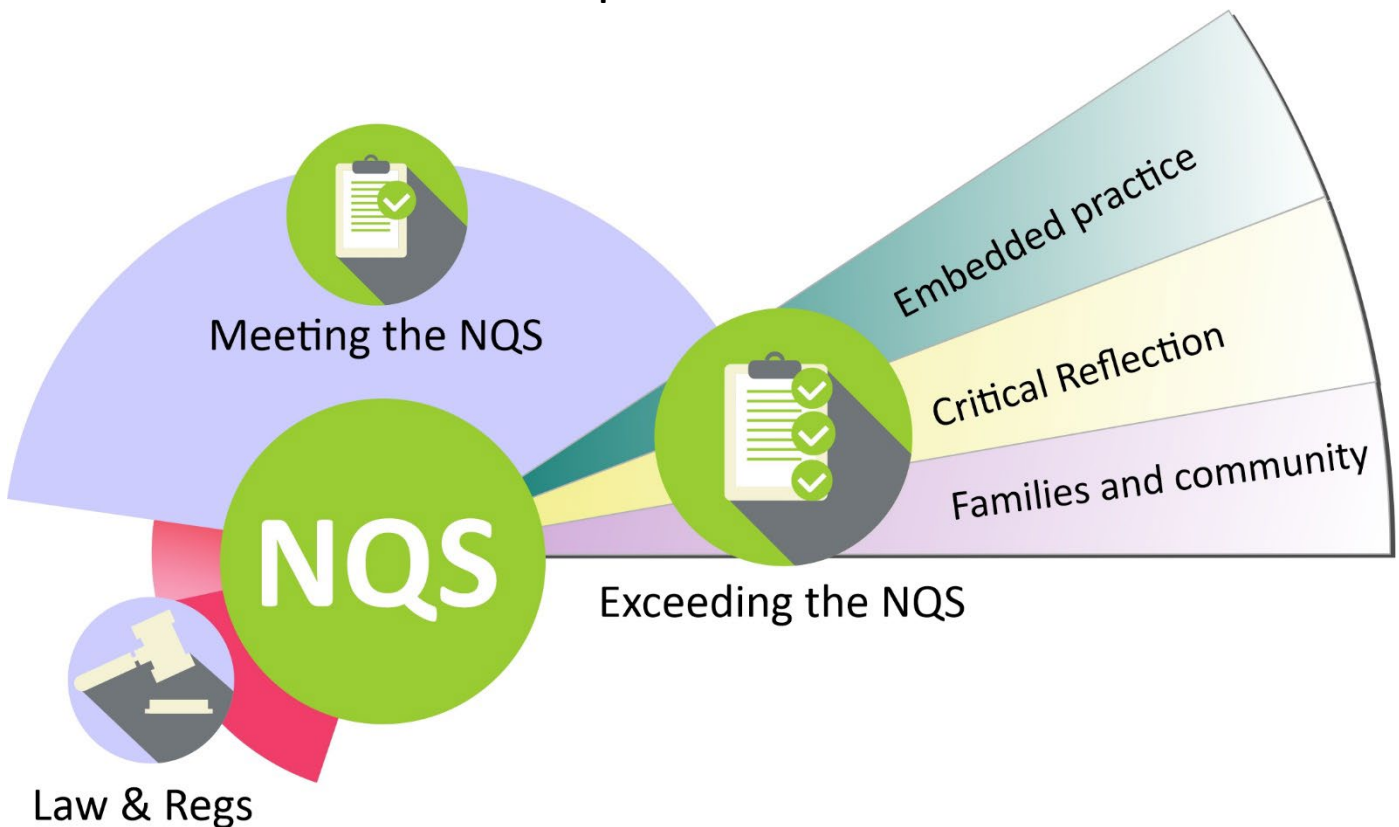 Meeting the NQS
NQS
Law & Regs
Exceeding the NQS
Embedded practice
Critical Reflection
Families and community